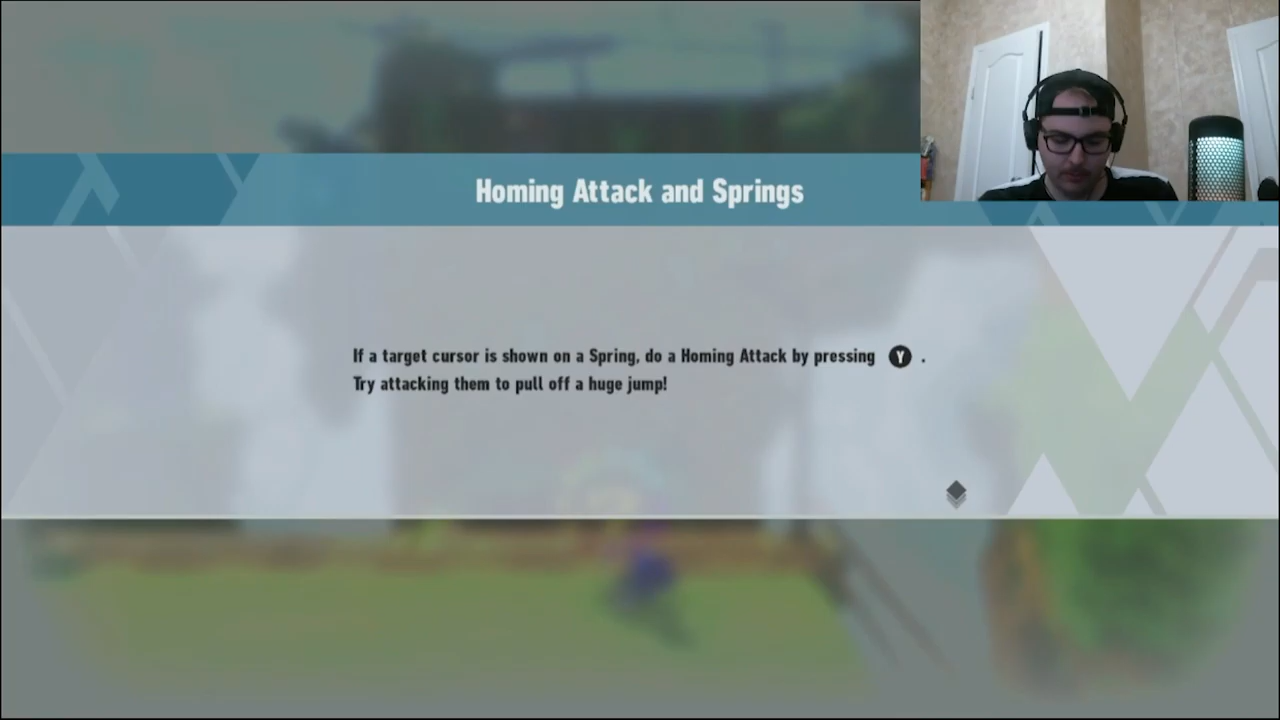 Homing Attack and Springs
If a target cursor is shown on a Spring, do a Homing Attack by pressing Y .
Try attacking them to pull off a huge jump!